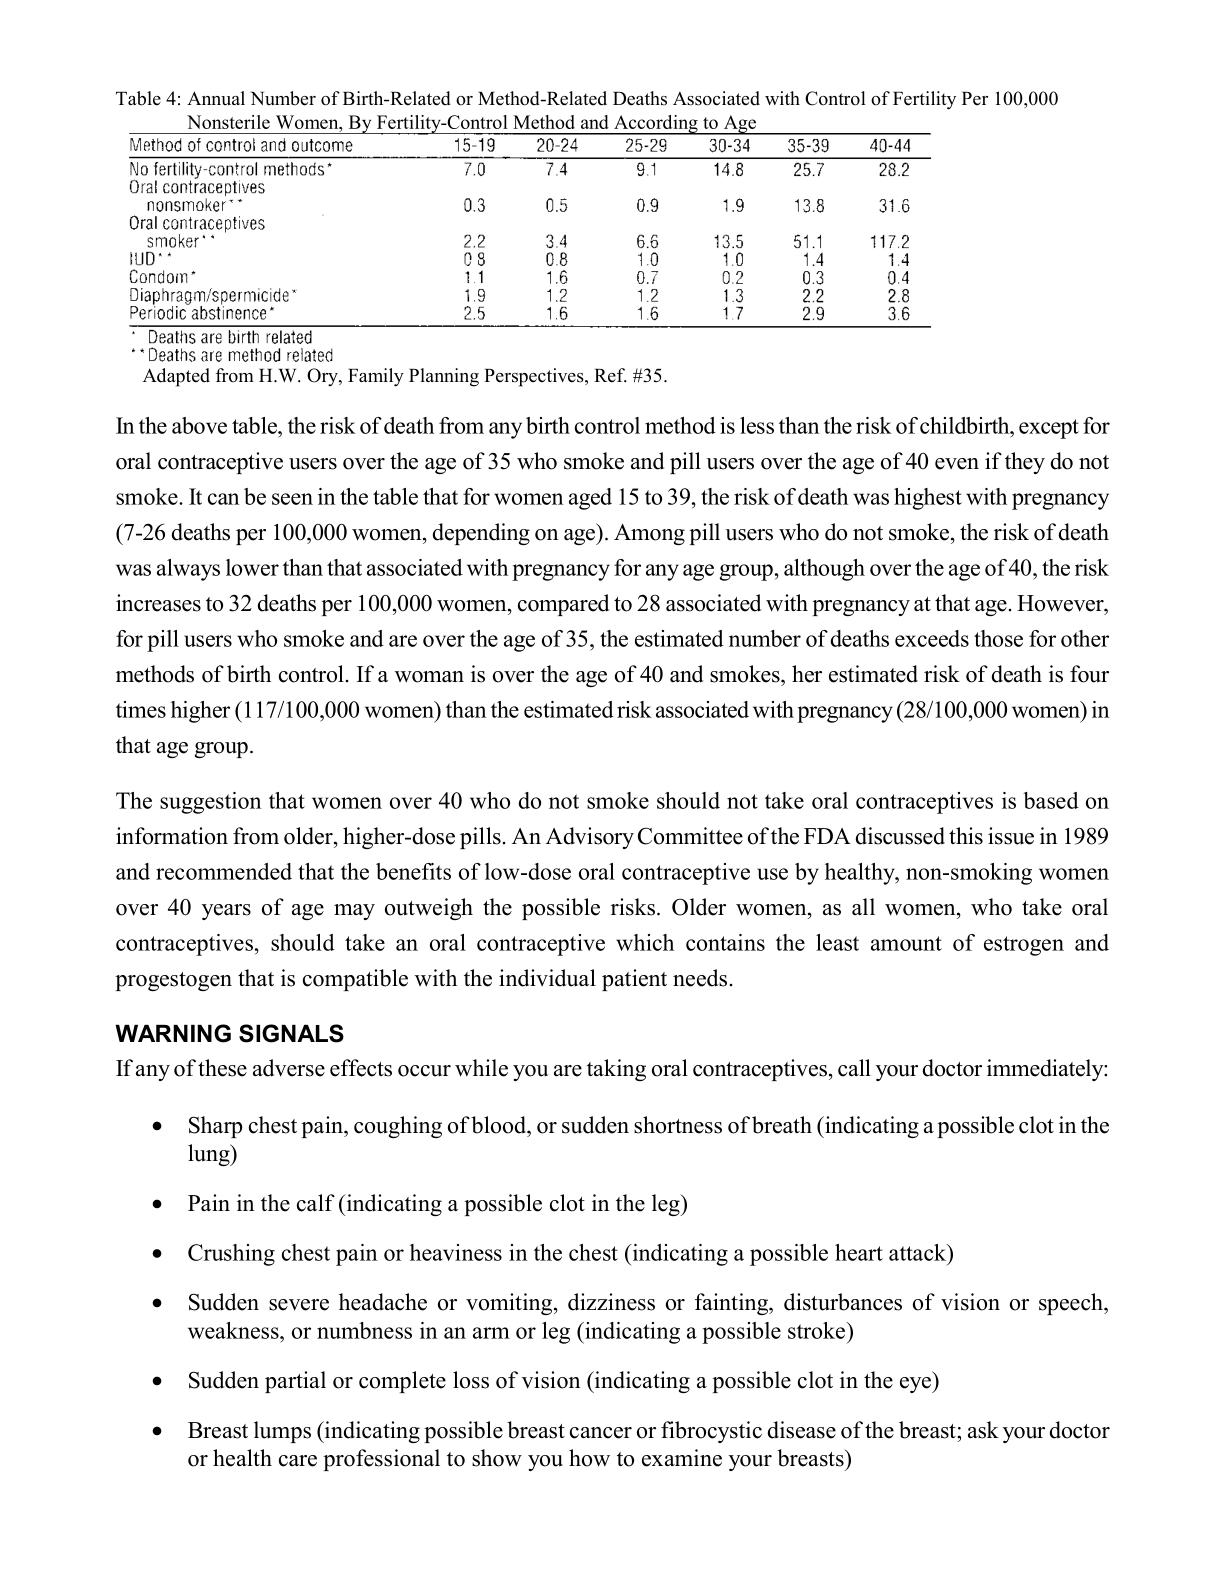 Table 4: Annual Number of Birth-Related or Method-Related Deaths Associated with Control of Fertility Per 100,000
Nonsterile Women, By Fertility-Control Method and According to Age
Method of control and outcome 15-19 20-24 25-29 30-34 35-39 40-44
No fertility-control methods* 7.0 7.4 9.1 14.8 25.7 28.2
Oral contraceptives
nonsmoker** 0.3 0.5 0.9 1.9 13.8 31.6
Oral contraceptives
smoker** 2.2 3.4 6.6 13.5 51.1 117.2
IUD** 0.8 0.8 1.0 1.0 1.4 1.4
Condom* 1.1 1.6 0.7 0.2 0.3 0.4
Diaphragm/spermicide* 1.9 1.2 1.2 1.3 2.2 2.8
Periodic abstinence* 2.5 1.6 1.6 1.7 2.9 3.6
* Deaths are birth related
** Deaths are method related
Adapted from H.W. Ory, Family Planning Perspectives, Ref. #35.
In the above table, the risk of death from any birth control method is less than the risk of childbirth, except for
oral contraceptive users over the age of 35 who smoke and pill users over the age of 40 even if they do not
smoke. It can be seen in the table that for women aged 15 to 39, the risk of death was highest with pregnancy
(7-26 deaths per 100,000 women, depending on age). Among pill users who do not smoke, the risk of death
was always lower than that associated with pregnancy for any age group, although over the age of 40, the risk
increases to 32 deaths per 100,000 women, compared to 28 associated with pregnancy at that age. However,
for pill users who smoke and are over the age of 35, the estimated number of deaths exceeds those for other
methods of birth control. If a woman is over the age of 40 and smokes, her estimated risk of death is four
times higher (117/100,000 women) than the estimated risk associated with pregnancy (28/100,000 women) in
that age group.
The suggestion that women over 40 who do not smoke should not take oral contraceptives is based on
information from older, higher-dose pills. An Advisory Committee of the FDA discussed this issue in 1989
and recommended that the benefits of low-dose oral contraceptive use by healthy, non-smoking women
over 40 years of age may outweigh the possible risks. Older women, as all women, who take oral
contraceptives, should take an oral contraceptive which contains the least amount of estrogen and
progestogen that is compatible with the individual patient needs.
WARNING SIGNALS
If any of these adverse effects occur while you are taking oral contraceptives, call your doctor immediately:
• Sharp chest pain, coughing of blood, or sudden shortness of breath (indicating a possible clot in the
lung)
• Pain in the calf (indicating a possible clot in the leg)
• Crushing chest pain or heaviness in the chest (indicating a possible heart attack)
• Sudden severe headache or vomiting, dizziness or fainting, disturbances of vision or speech,
weakness, or numbness in an arm or leg (indicating a possible stroke)
• Sudden partial or complete loss of vision (indicating a possible clot in the eye)
• Breast lumps (indicating possible breast cancer or fibrocystic disease of the breast; ask your doctor
or health care professional to show you how to examine your breasts)